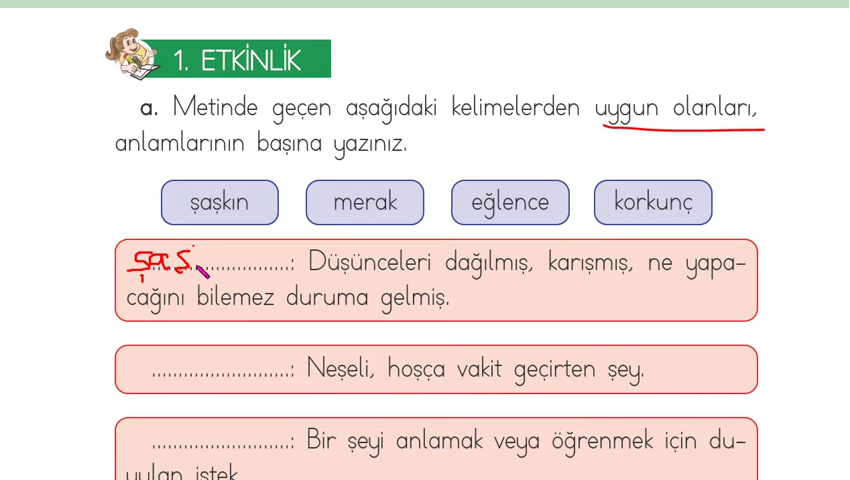 1. ETKİNLİK
a. Metinde geçen aşağıdaki kelimelerden uygun olanları,
anlamlarının başına yazınız.
şaşkın merak eğlence korkunç
şaş....................: Düşünceleri dağılmış, karışmış, ne yapa-
cağını bilemez duruma gelmiş.
..........................: Neşeli, hoşça vakit geçirten şey.
..........................: Bir şeyi anlamak veya öğrenmek için du-
yulan istek